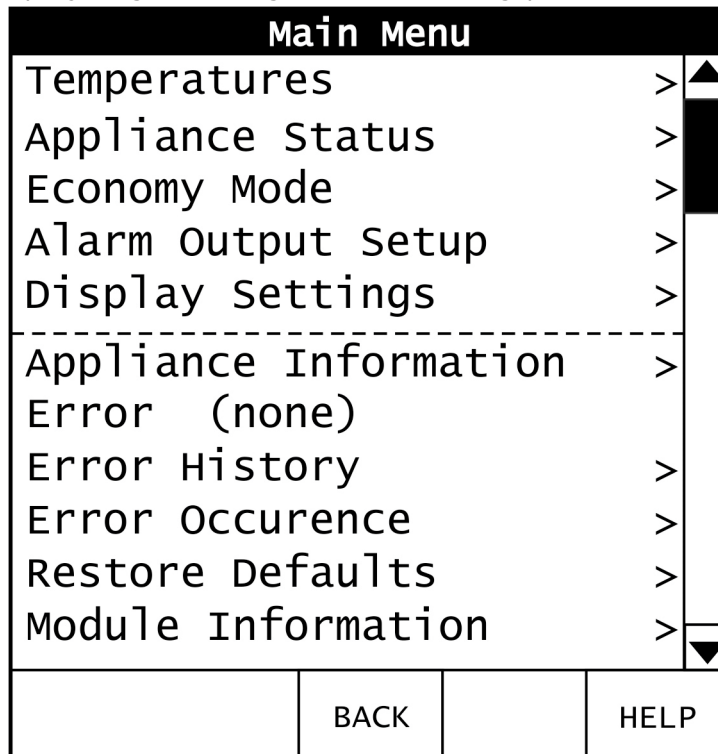 Main Menu
Temperatures >
Appliance Status >
Economy Mode >
Alarm Output Setup >
Display Settings >
Appliance Information >
Error (none)
Error History >
Error Occurence >
Restore Defaults >
Module Information >
BACK HELP